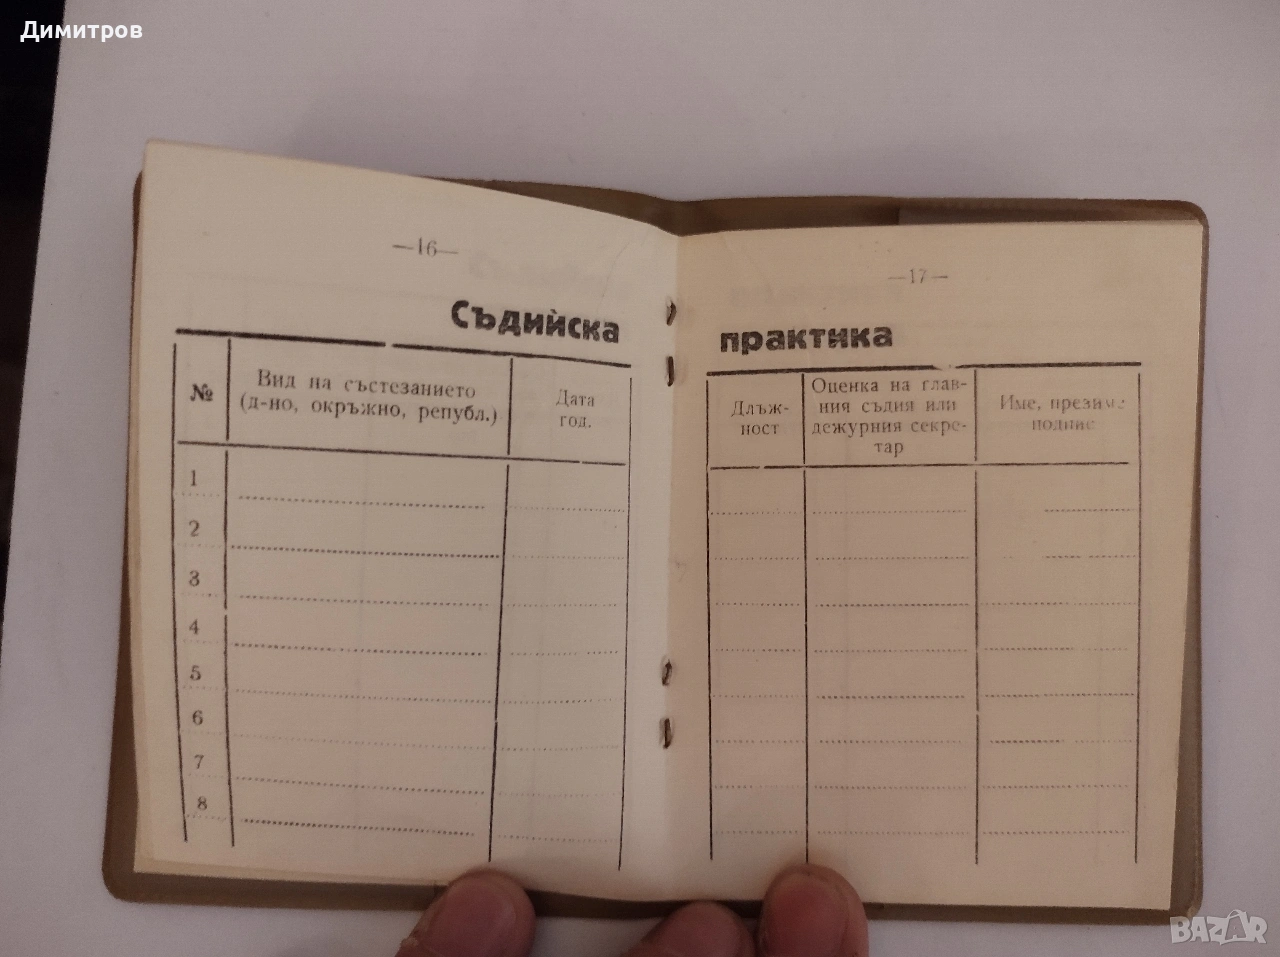 Димитров
—16—
Съдийска
№
Вид на състезанието
(д-но, окръжно, републ.)
Дата
год.
1
2
3
4
5
6
7
8
—17—
практика
Длъж-
ност
Оценка на глав-
ния съдия или
дежурния секре-
тар
Име, презиме
подпис
BAZAR